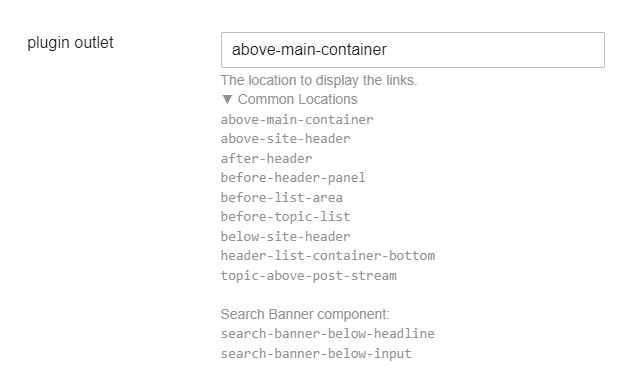 plugin outlet
above-main-container
The location to display the links.
▼ Common Locations
above-main-container
above-site-header
after-header
before-header-panel
before-list-area
before-topic-list
below-site-header
header-list-container-bottom
topic-above-post-stream
Search Banner component:
search-banner-below-headline
search-banner-below-input